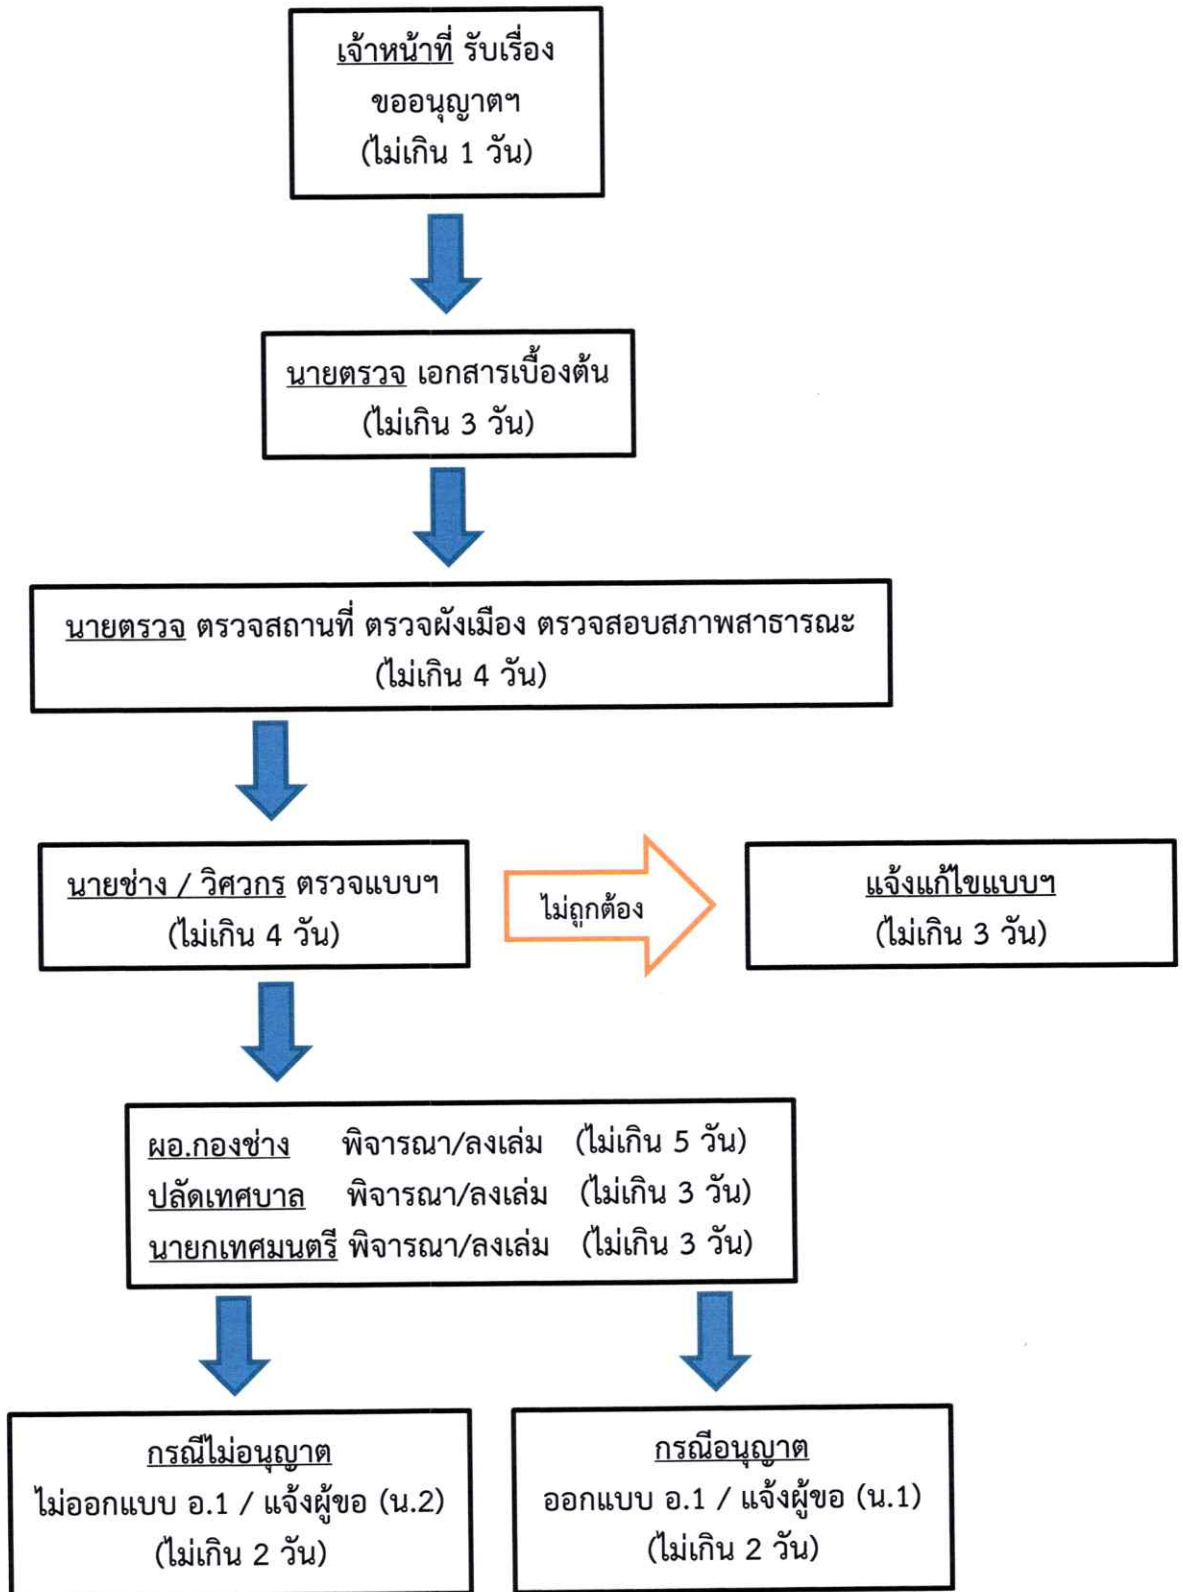 เจ้าหน้าที่ รับเรื่อง
ขออนุญาตฯ
(ไม่เกิน 1 วัน)
นายตรวจ เอกสารเบื้องต้น
(ไม่เกิน 3 วัน)
นายตรวจ ตรวจสถานที่ ตรวจผังเมือง ตรวจสอบสภาพสาธารณะ
(ไม่เกิน 4 วัน)
นายช่าง / วิศวกร ตรวจแบบฯ
(ไม่เกิน 4 วัน)
ไม่ถูกต้อง
แจ้งแก้ไขแบบฯ
(ไม่เกิน 3 วัน)
ผอ.กองช่าง พิจารณา/ลงเล่ม (ไม่เกิน 5 วัน)
ปลัดเทศบาล พิจารณา/ลงเล่ม (ไม่เกิน 3 วัน)
นายกเทศมนตรี พิจารณา/ลงเล่ม (ไม่เกิน 3 วัน)
กรณีไม่อนุญาต
ไม่ออกแบบ อ.1 / แจ้งผู้ขอ (น.2)
(ไม่เกิน 2 วัน)
กรณีอนุญาต
ออกแบบ อ.1 / แจ้งผู้ขอ (น.1)
(ไม่เกิน 2 วัน)